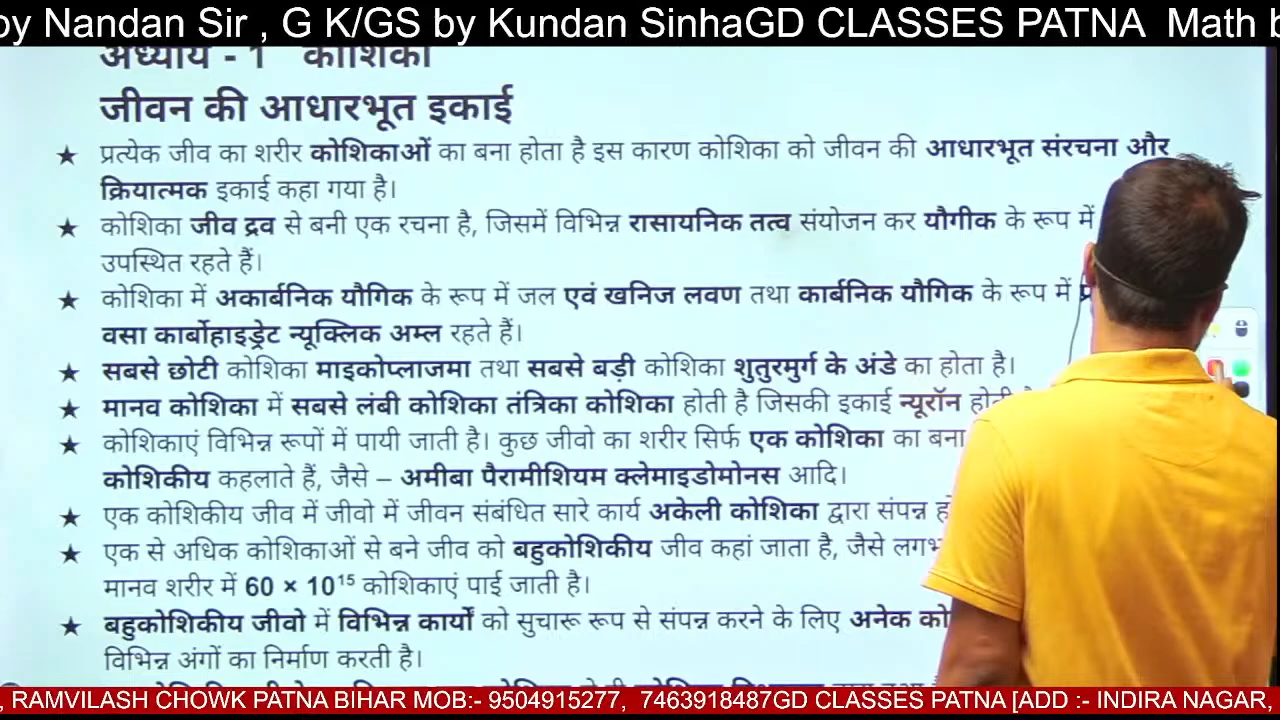 by Nandan Sir , G K/GS by Kundan SinhaGD CLASSES PATNA Math b
अध्याय - 1 कोशिका
जीवन की आधारभूत इकाई
★ प्रत्येक जीव का शरीर कोशिकाओं का बना होता है इस कारण कोशिका को जीवन की आधारभूत संरचना और
क्रियात्मक इकाई कहा गया है।
★ कोशिका जीव द्रव से बनी एक रचना है, जिसमें विभिन्न रासायनिक तत्व संयोजन कर यौगीक के रूप में
उपस्थित रहते हैं।
★ कोशिका में अकार्बनिक यौगिक के रूप में जल एवं खनिज लवण तथा कार्बनिक यौगिक के रूप में
वसा कार्बोहाइड्रेट न्यूक्लिक अम्ल रहते हैं।
★ सबसे छोटी कोशिका माइकोप्लाजमा तथा सबसे बड़ी कोशिका शुतुरमुर्ग के अंडे का होता है।
★ मानव कोशिका में सबसे लंबी कोशिका तंत्रिका कोशिका होती है जिसकी इकाई न्यूरॉन होती
★ कोशिकाएं विभिन्न रूपों में पायी जाती है। कुछ जीवो का शरीर सिर्फ एक कोशिका का बना
कोशिकीय कहलाते हैं, जैसे – अमीबा पैरामीशियम क्लेमाइडोमोनस आदि।
★ एक कोशिकीय जीव में जीवो में जीवन संबंधित सारे कार्य अकेली कोशिका द्वारा संपन्न
★ एक से अधिक कोशिकाओं से बने जीव को बहुकोशिकीय जीव कहां जाता है, जैसे
मानव शरीर में 60 × 10¹⁵ कोशिकाएं पाई जाती है।
★ बहुकोशिकीय जीवो में विभिन्न कार्यों को सुचारू रूप से संपन्न करने के लिए अनेक
विभिन्न अंगों का निर्माण करती है।
, RAMVILASH CHOWK PATNA BIHAR MOB:- 9504915277, 7463918487GD CLASSES PATNA [ADD :- INDIRA NAGAR,